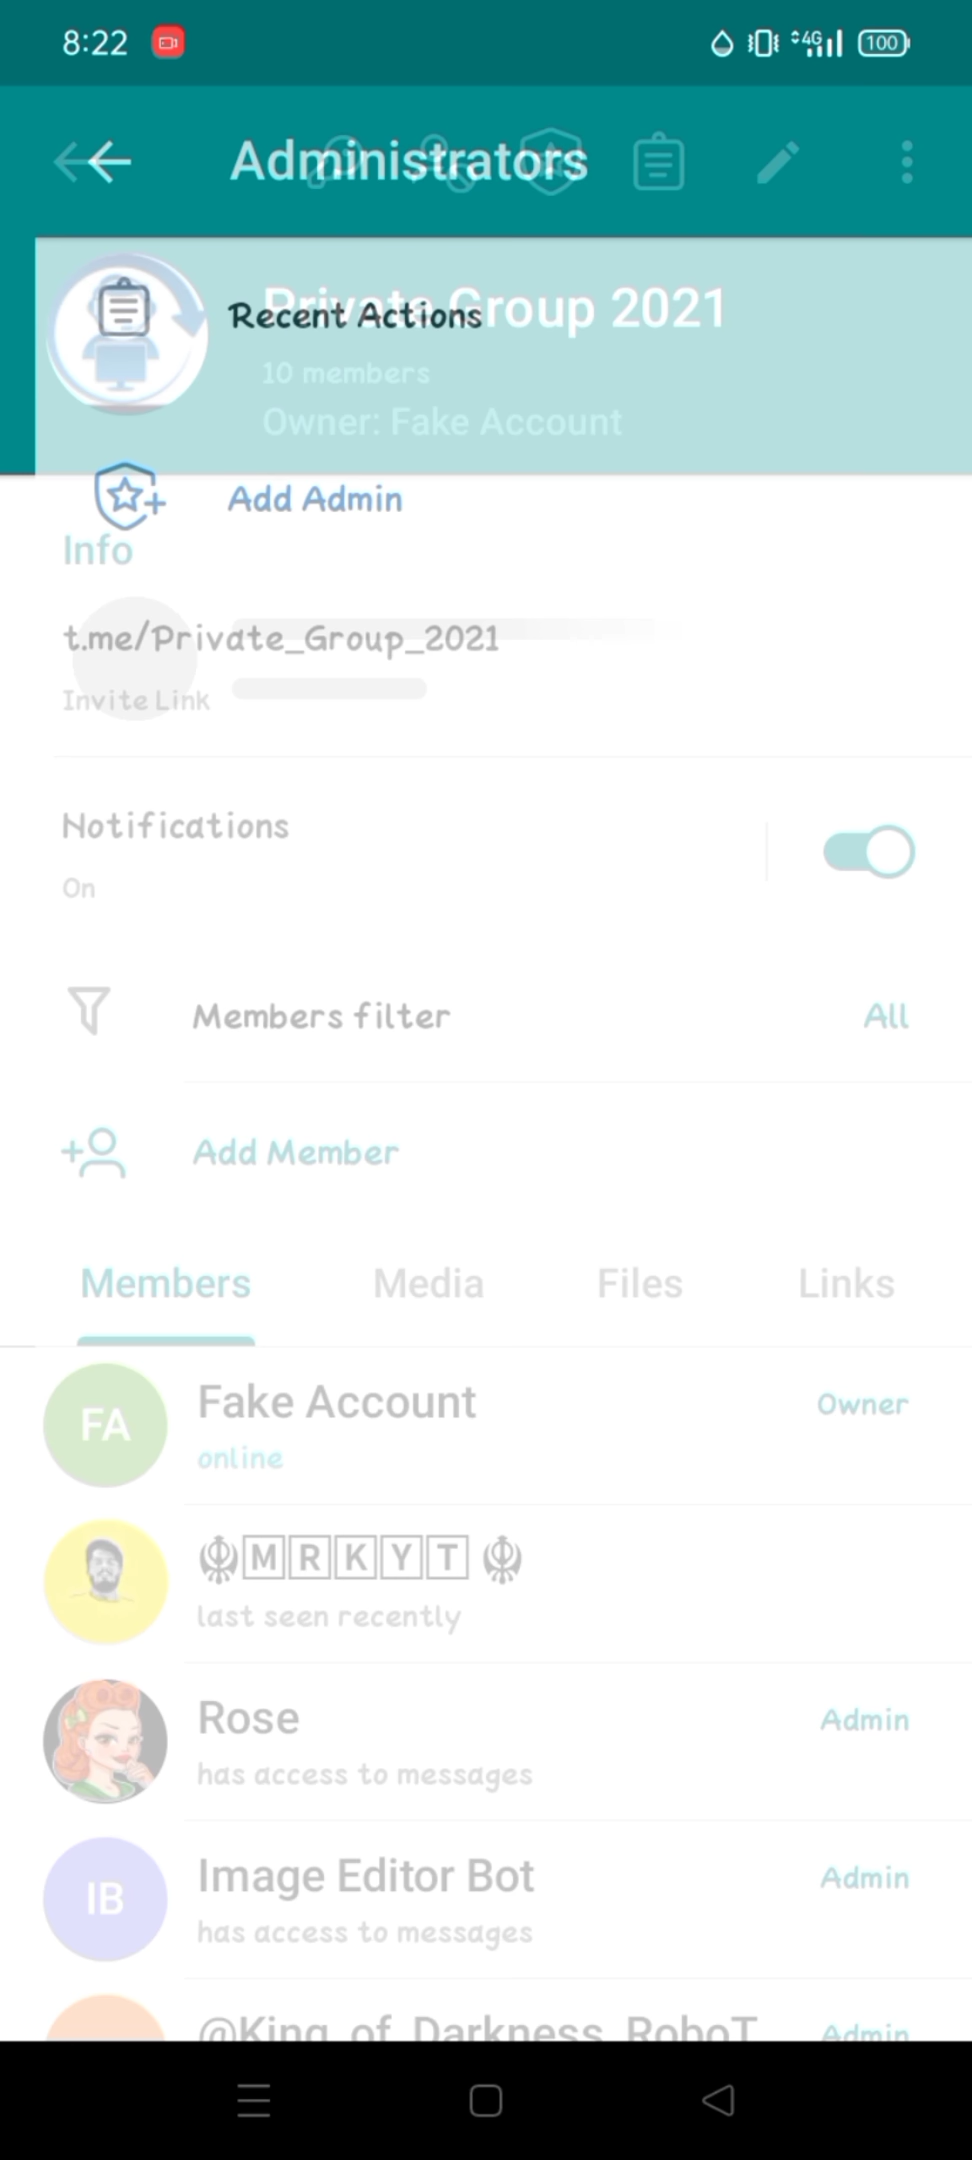 8:22
4G
100
Administrators
Private Group 2021
Recent Actions
10 members
Owner: Fake Account
Add Admin
Info
t.me/Private_Group_2021
Invite Link
Notifications
On
Members filter
All
Add Member
Members
Media
Files
Links
FA
Fake Account
Owner
online
☬🄼🅁🄺🅈🅃 ☬
last seen recently
Rose
Admin
has access to messages
IB
Image Editor Bot
Admin
has access to messages
@King_of_Darkness_RoboT
Admin